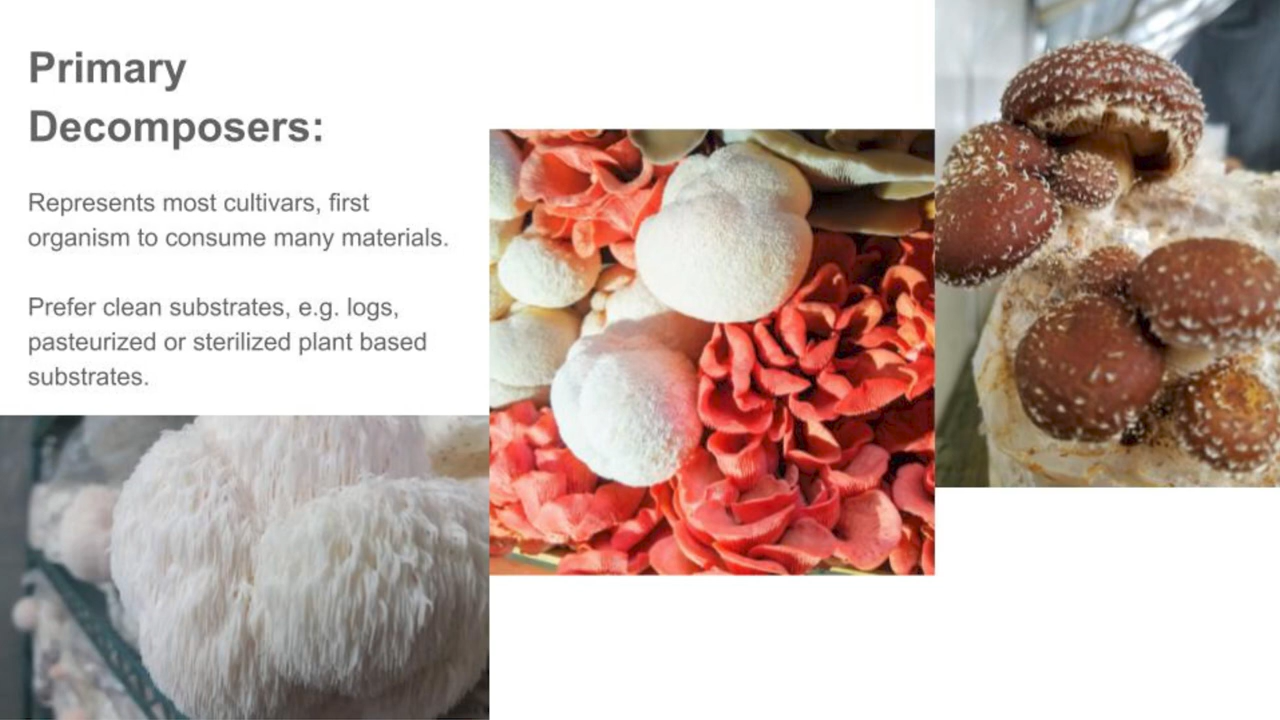 Primary
Decomposers:
Represents most cultivars, first
organism to consume many materials.
Prefer clean substrates, e.g. logs,
pasteurized or sterilized plant based
substrates.